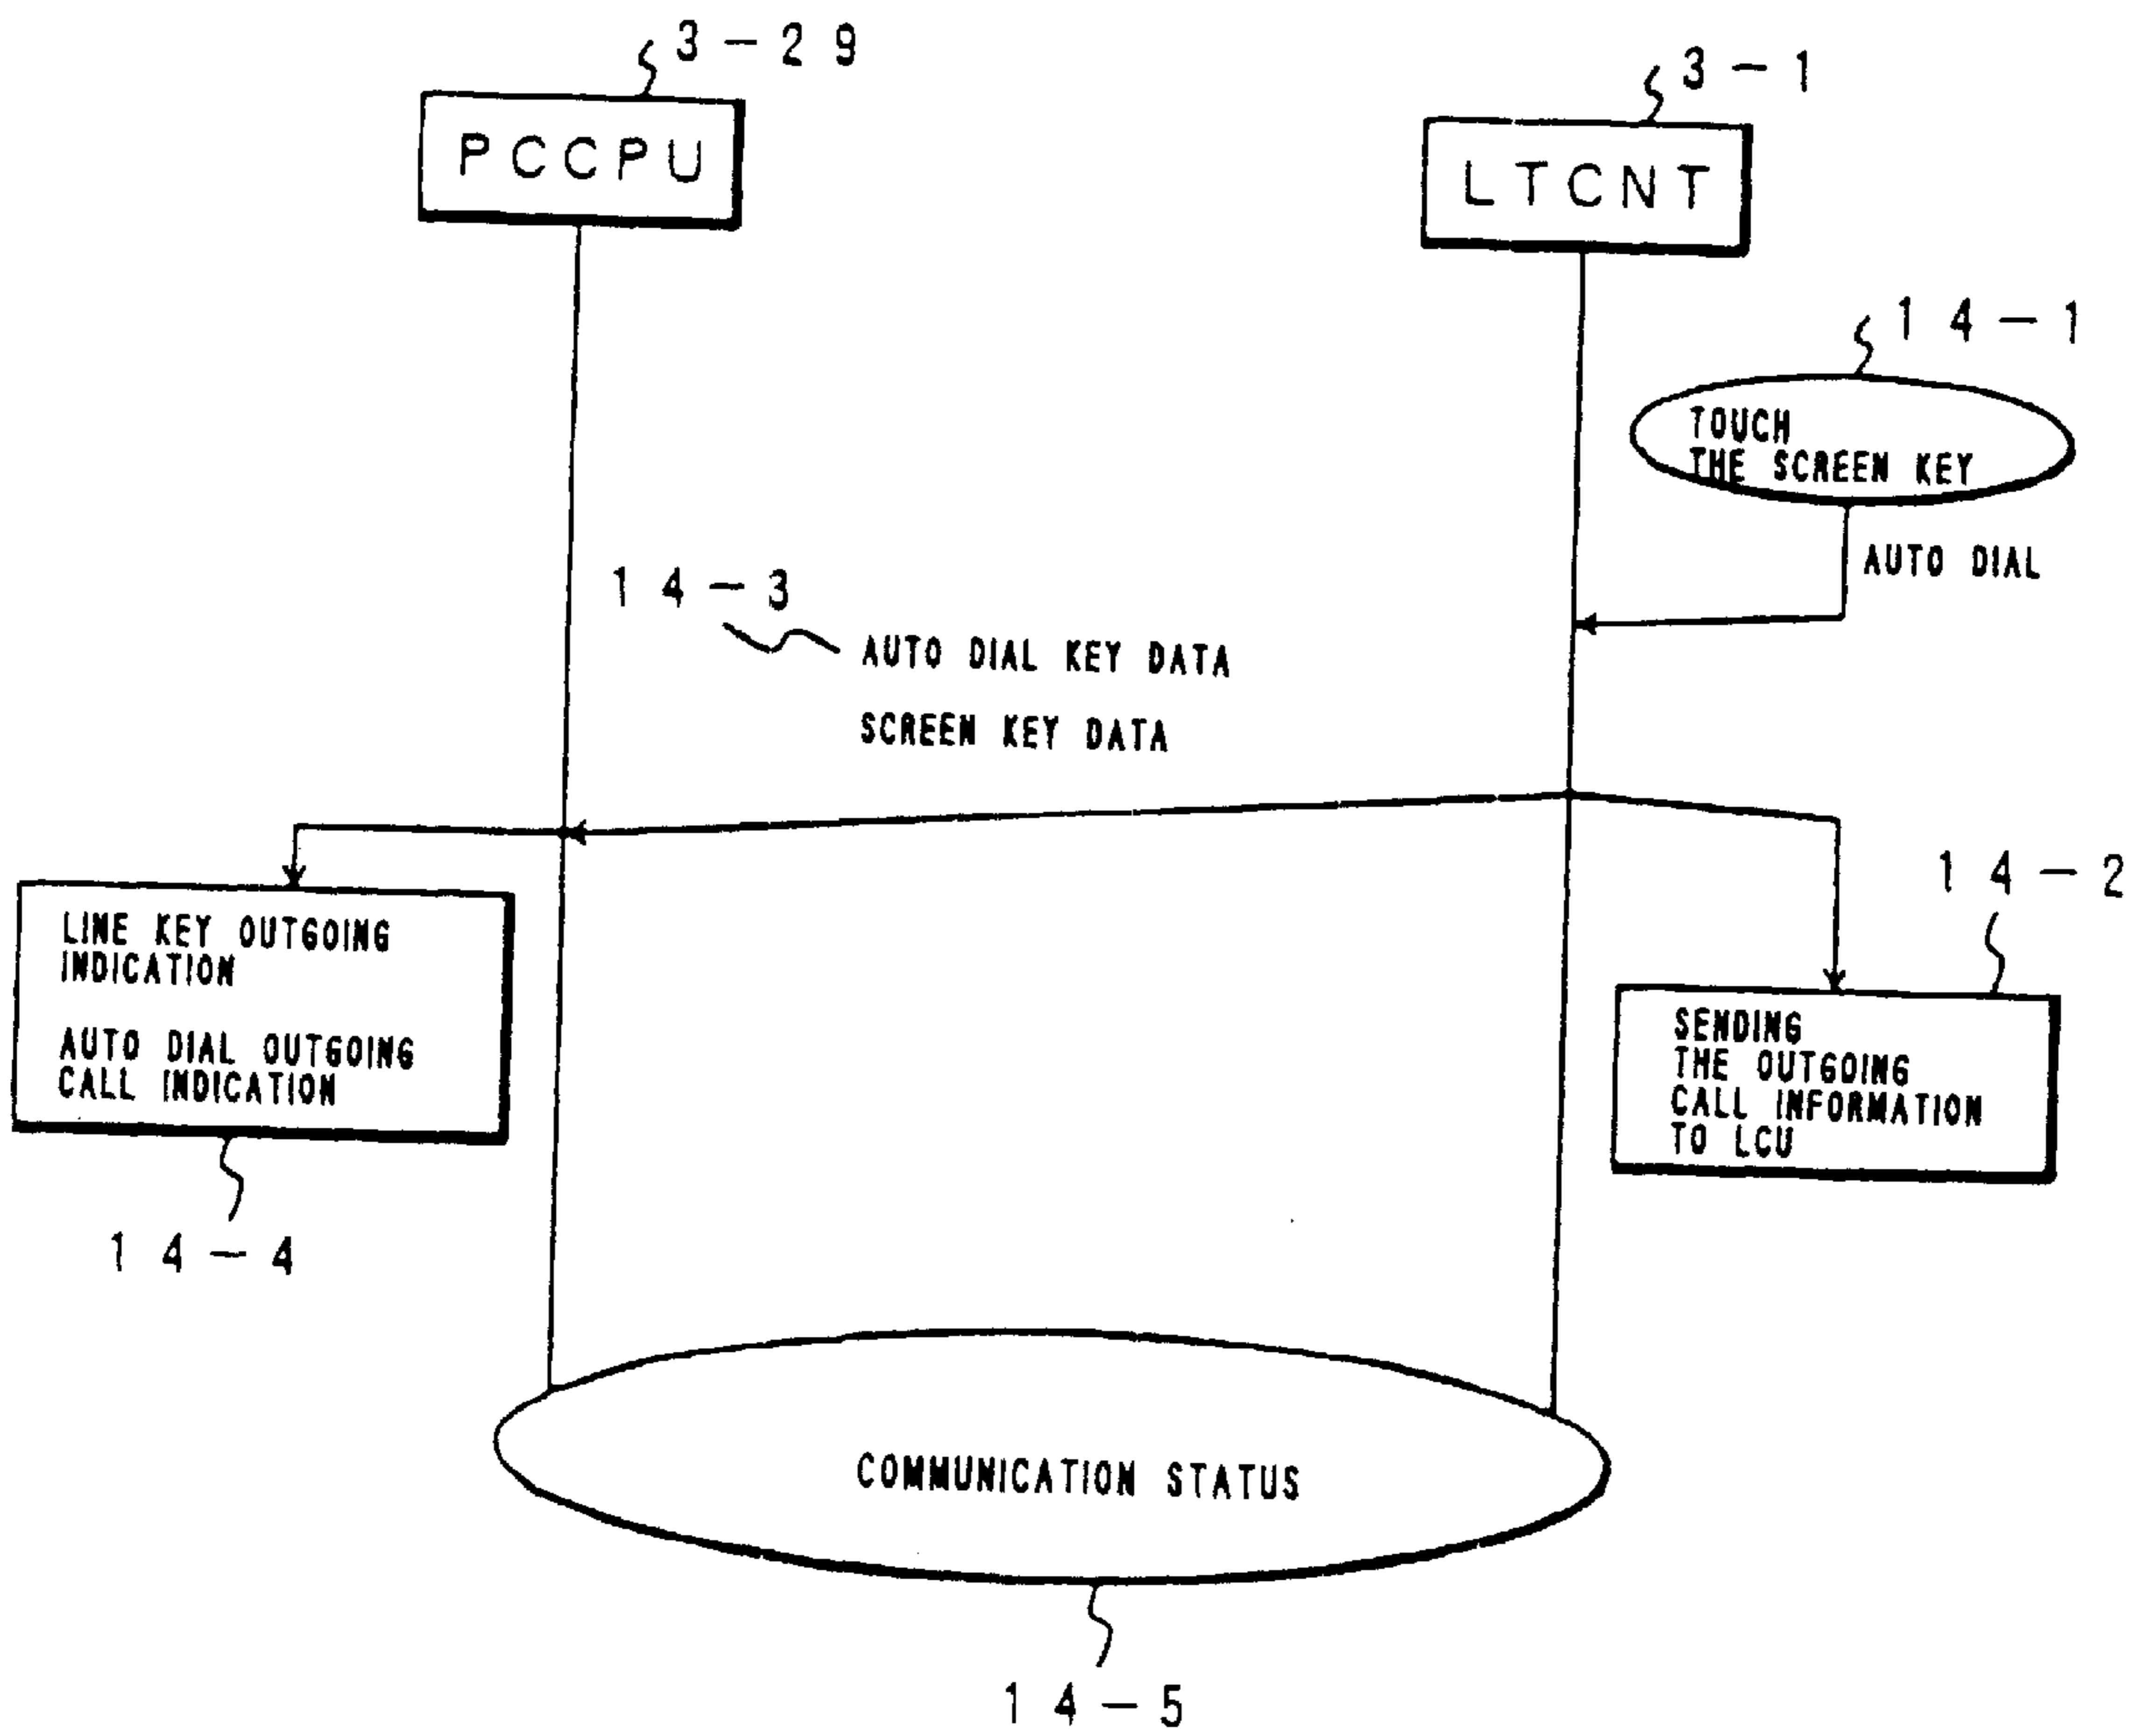 3-29
3-1
PCCPU
LTCNT
14-1
TOUCH
THE SCREEN KEY
AUTO DIAL
14-3
AUTO DIAL KEY DATA
SCREEN KEY DATA
14-2
LINE KEY OUTGOING
INDICATION
AUTO DIAL OUTGOING
CALL INDICATION
SENDING
THE OUTGOING
CALL INFORMATION
TO LCU
14-4
COMMUNICATION STATUS
14-5